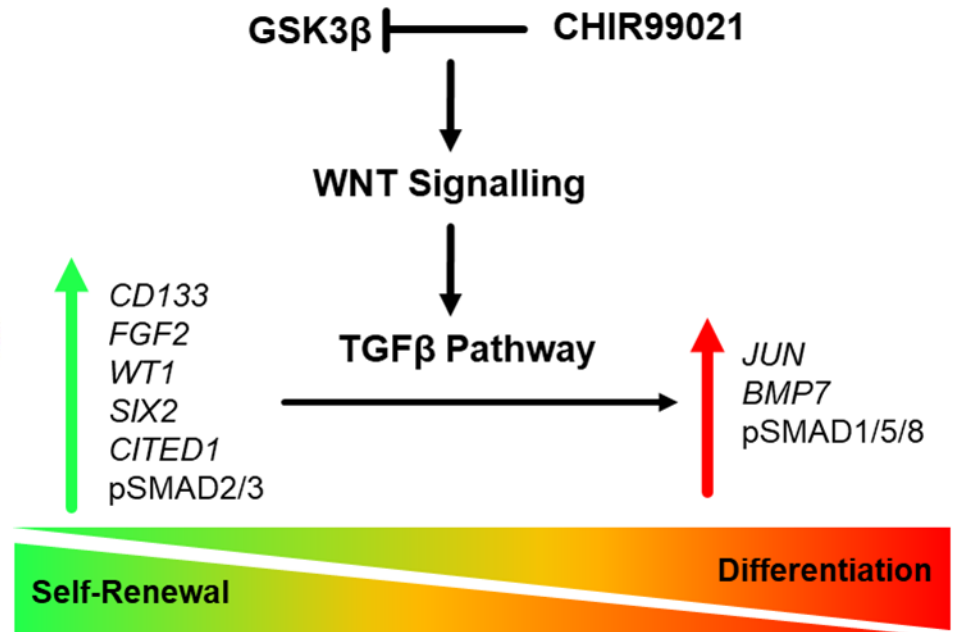 GSK3β CHIR99021
WNT Signalling
TGFβ Pathway
CD133
FGF2
WT1
SIX2
CITED1
pSMAD2/3
JUN
BMP7
pSMAD1/5/8
Self-Renewal
Differentiation